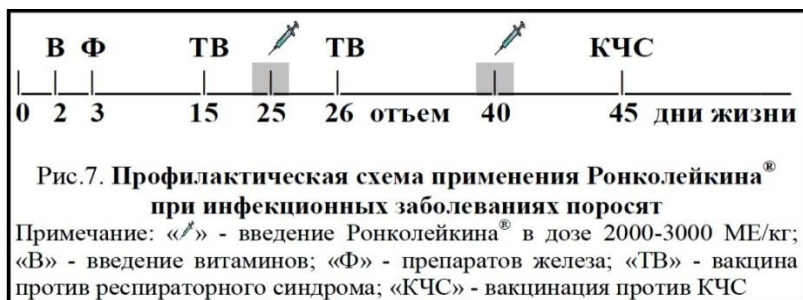 В Ф ТВ ТВ КЧС
0 2 3 15 25 26 отъем 40 45 дни жизни
Рис.7. Профилактическая схема применения Ронколейкина®
при инфекционных заболеваниях поросят
Примечание: «» - введение Ронколейкина® в дозе 2000-3000 МЕ/кг;
«В» - введение витаминов; «Ф» - препаратов железа; «ТВ» - вакцина
против респираторного синдрома; «КЧС» - вакцинация против КЧС